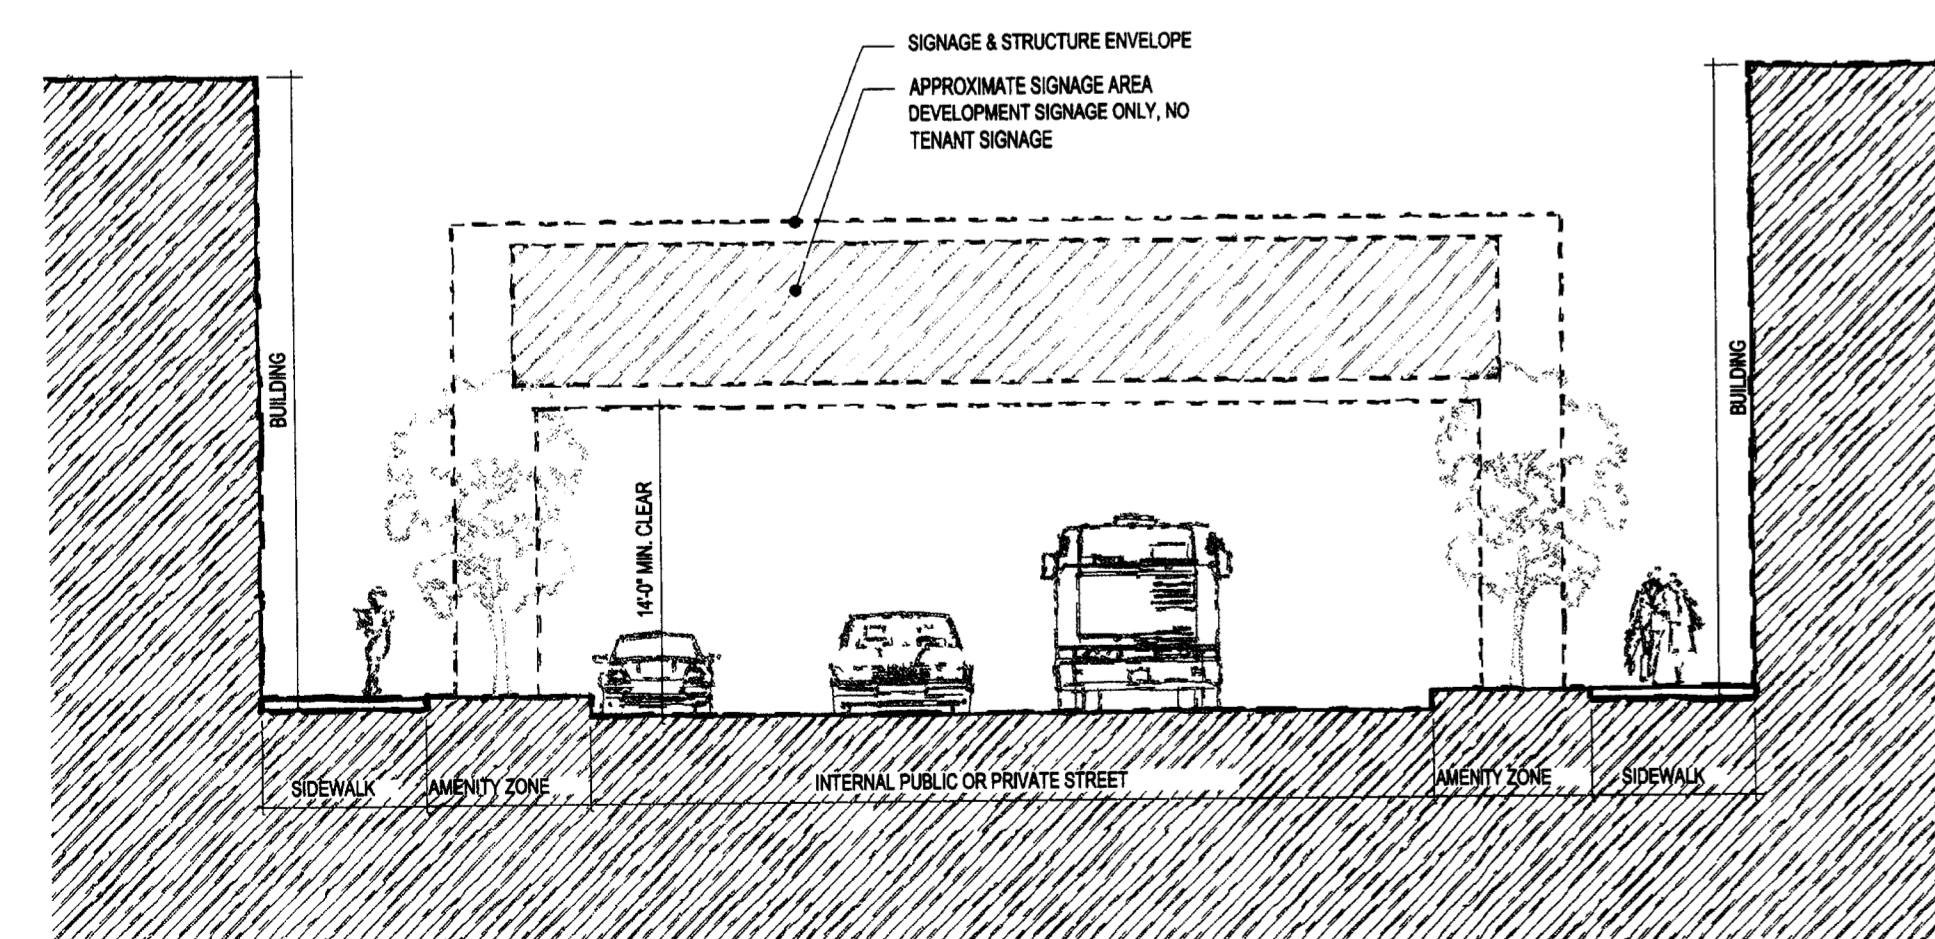 SIGNAGE & STRUCTURE ENVELOPE
APPROXIMATE SIGNAGE AREA
DEVELOPMENT SIGNAGE ONLY, NO
TENANT SIGNAGE
BUILDING
BUILDING
14'-0" MIN. CLEAR
SIDEWALK
AMENITY ZONE
INTERNAL PUBLIC OR PRIVATE STREET
AMENITY ZONE
SIDEWALK